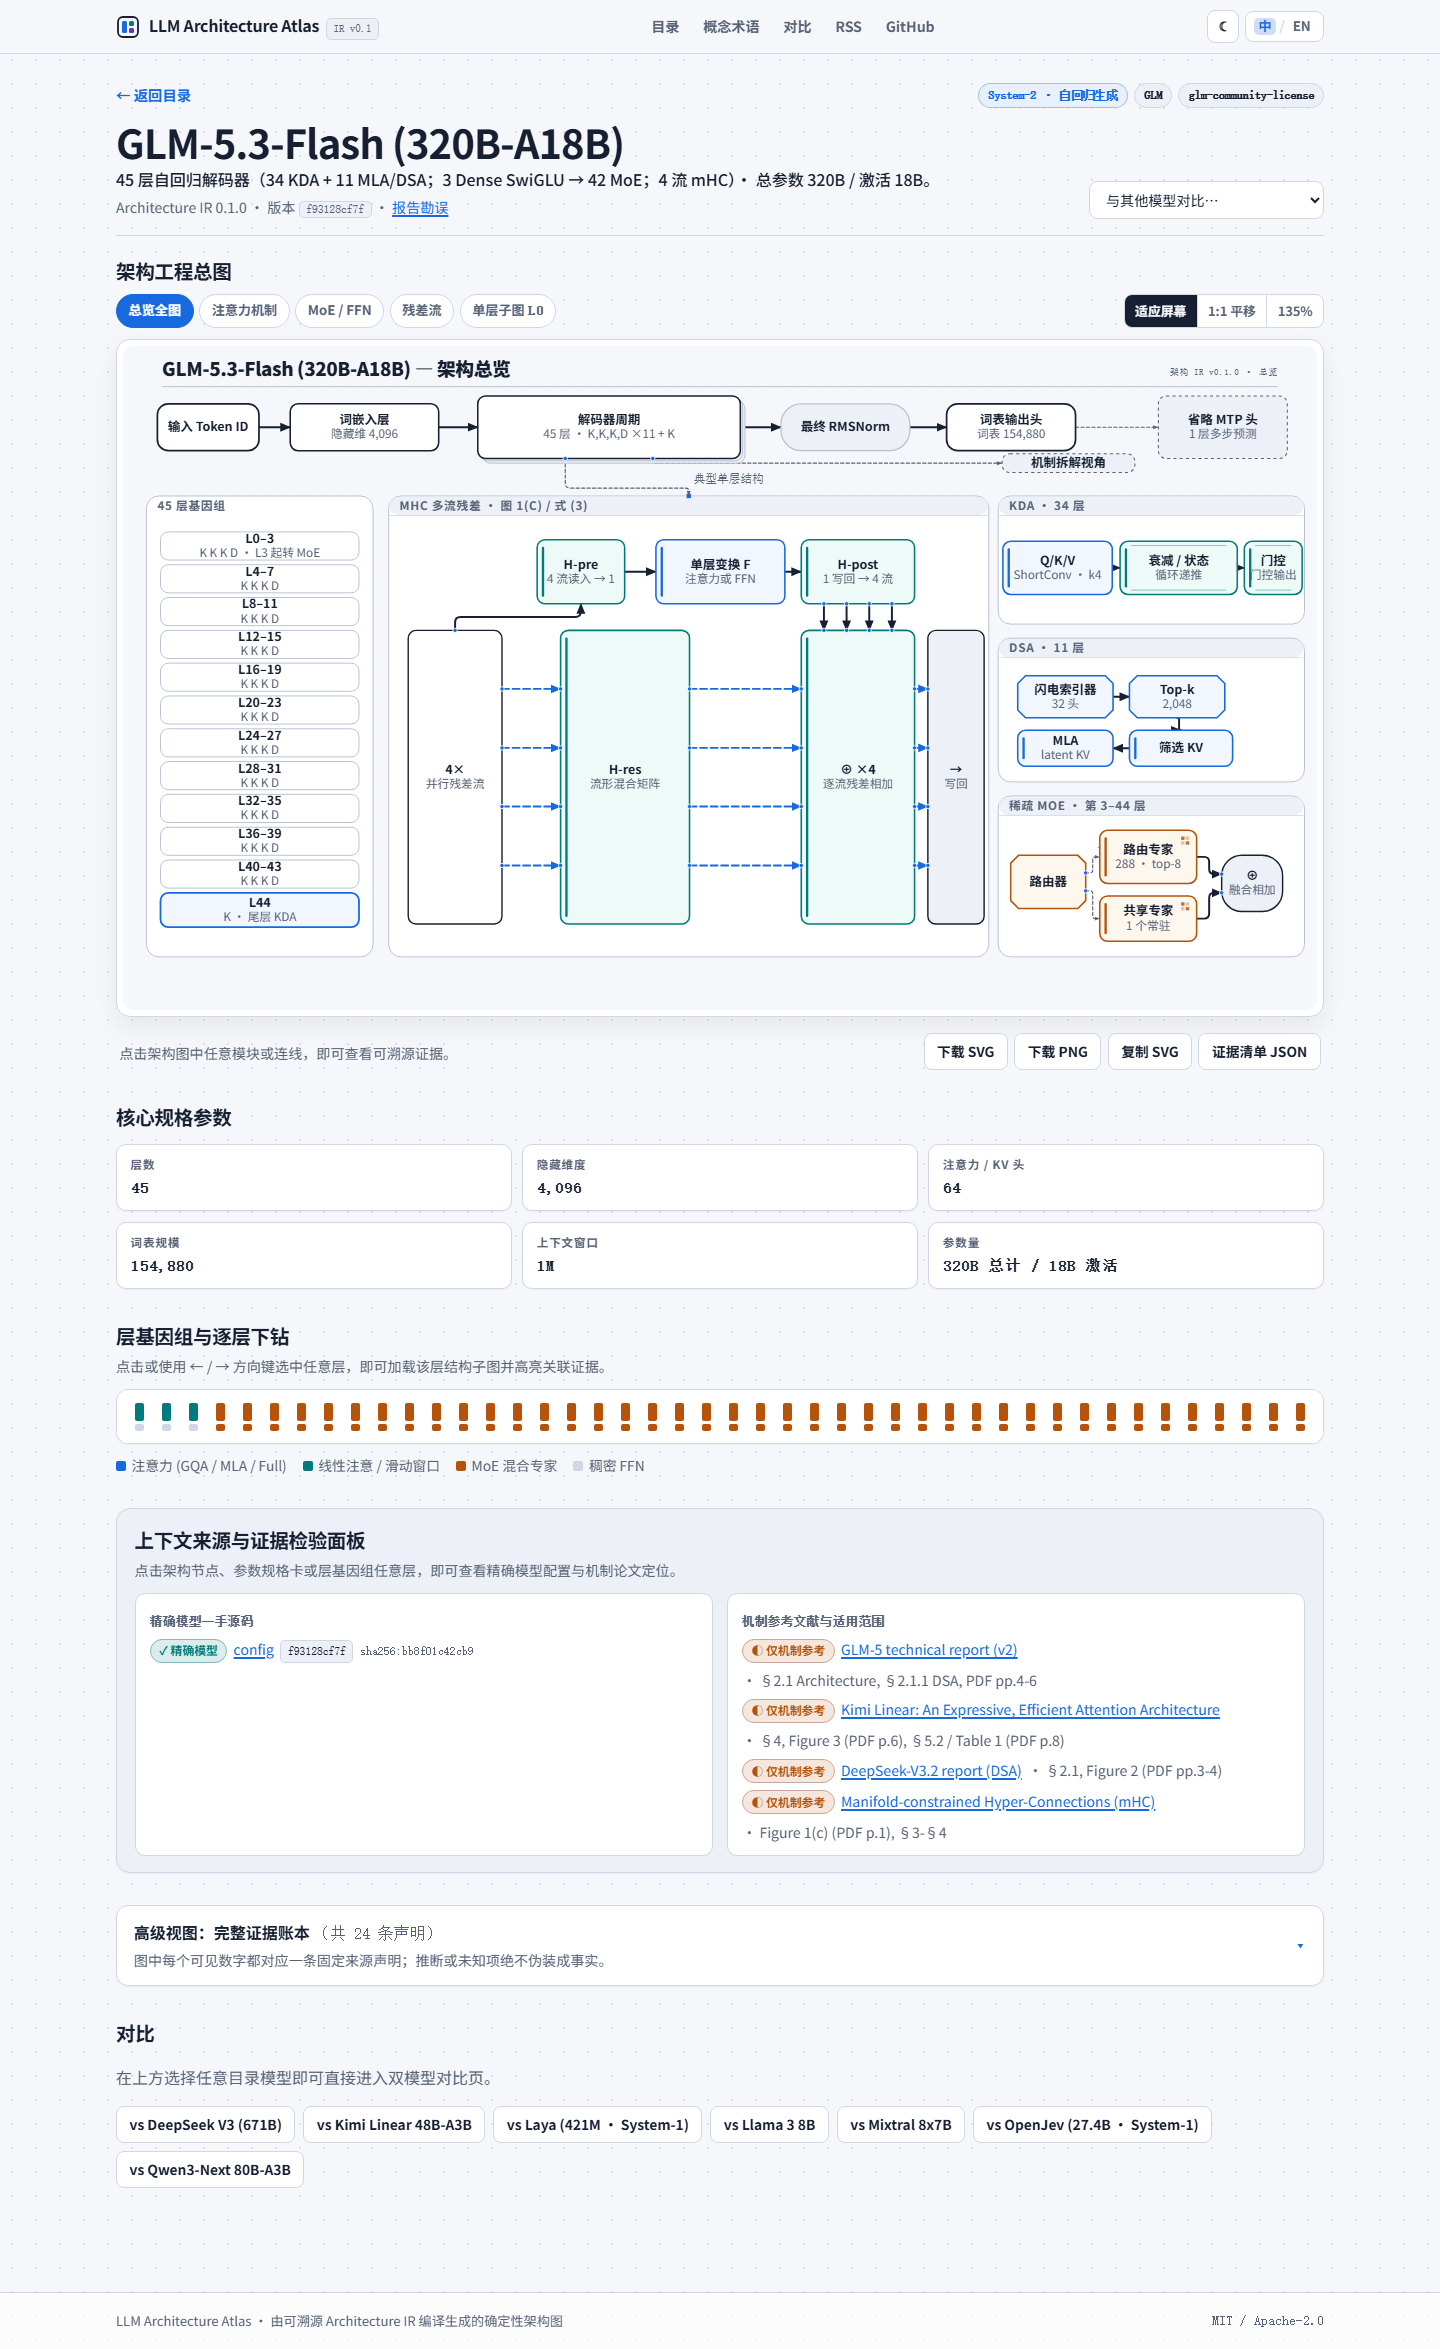 LLM Architecture Atlas IR v0.1
目录 概念术语 对比 RSS GitHub
中 / EN
← 返回目录
System-2 · 自回归生成 GLM glm-community-license
GLM-5.3-Flash (320B-A18B)
45 层自回归解码器（34 KDA + 11 MLA/DSA；3 Dense SwiGLU → 42 MoE；4 流 mHC）· 总参数 320B / 激活 18B。
Architecture IR 0.1.0 · 版本 f93128cf7f · 报告勘误
与其他模型对比…
架构工程总图
总览全图 注意力机制 MoE / FFN 残差流 单层子图 L0
适应屏幕 1:1 平移 135%
GLM-5.3-Flash (320B-A18B) — 架构总览
架构 IR v0.1.0 · 总览
输入 Token ID
词嵌入层
隐藏维 4,096
解码器周期
45 层 · K,K,K,D ×11 + K
最终 RMSNorm
词表输出头
词表 154,880
省略 MTP 头
1 层多步预测
机制拆解视角
典型单层结构
45 层基因组
L0–3
K K K D · L3 起转 MoE
L4–7
K K K D
L8–11
K K K D
L12–15
K K K D
L16–19
K K K D
L20–23
K K K D
L24–27
K K K D
L28–31
K K K D
L32–35
K K K D
L36–39
K K K D
L40–43
K K K D
L44
K · 尾层 KDA
MHC 多流残差 · 图 1(C) / 式 (3)
H-pre
4 流读入 → 1
单层变换 F
注意力或 FFN
H-post
1 写回 → 4 流
4×
并行残差流
H-res
流形混合矩阵
⊕ ×4
逐流残差相加
→
写回
KDA · 34 层
Q/K/V
ShortConv · k4
衰减 / 状态
循环递推
门控
门控输出
DSA · 11 层
闪电索引器
32 头
Top-k
2,048
MLA
latent KV
筛选 KV
稀疏 MOE · 第 3–44 层
路由器
路由专家
288 · top-8
共享专家
1 个常驻
⊕
融合相加
点击架构图中任意模块或连线，即可查看可溯源证据。
下载 SVG 下载 PNG 复制 SVG 证据清单 JSON
核心规格参数
层数
45
隐藏维度
4,096
注意力 / KV 头
64
词表规模
154,880
上下文窗口
1M
参数量
320B 总计 / 18B 激活
层基因组与逐层下钻
点击或使用 ← / → 方向键选中任意层，即可加载该层结构子图并高亮关联证据。
注意力 (GQA / MLA / Full) 线性注意 / 滑动窗口 MoE 混合专家 稠密 FFN
上下文来源与证据检验面板
点击架构节点、参数规格卡或层基因组任意层，即可查看精确模型配置与机制论文定位。
精确模型一手源码
✓ 精确模型 config f93128cf7f sha256:bb8f01c42cb9
机制参考文献与适用范围
◐ 仅机制参考 GLM-5 technical report (v2)
· § 2.1 Architecture, § 2.1.1 DSA, PDF pp.4-6
◐ 仅机制参考 Kimi Linear: An Expressive, Efficient Attention Architecture
· § 4, Figure 3 (PDF p.6), § 5.2 / Table 1 (PDF p.8)
◐ 仅机制参考 DeepSeek-V3.2 report (DSA) · § 2.1, Figure 2 (PDF pp.3-4)
◐ 仅机制参考 Manifold-constrained Hyper-Connections (mHC)
· Figure 1(c) (PDF p.1), § 3- § 4
高级视图：完整证据账本 （共 24 条声明）
图中每个可见数字都对应一条固定来源声明；推断或未知项绝不伪装成事实。
对比
在上方选择任意目录模型即可直接进入双模型对比页。
vs DeepSeek V3 (671B) vs Kimi Linear 48B-A3B vs Laya (421M · System-1) vs Llama 3 8B vs Mixtral 8x7B vs OpenJev (27.4B · System-1)
vs Qwen3-Next 80B-A3B
LLM Architecture Atlas · 由可溯源 Architecture IR 编译生成的确定性架构图
MIT / Apache-2.0